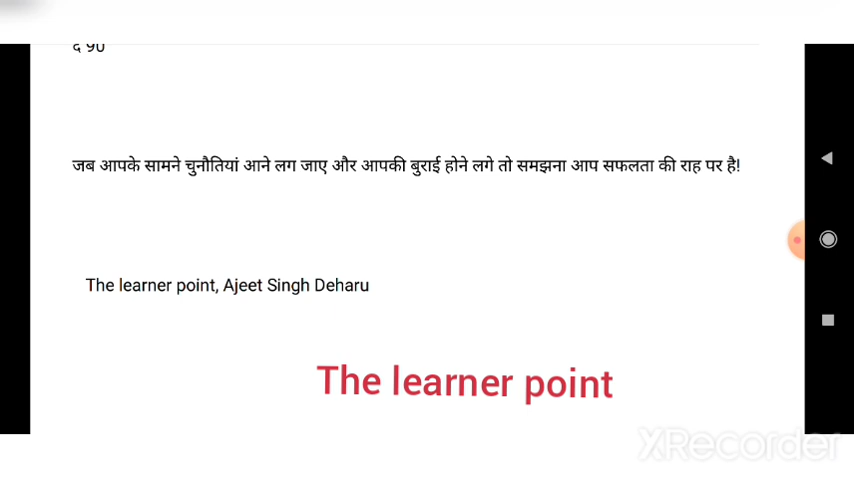 द 90
जब आपके सामने चुनौतियां आने लग जाए और आपकी बुराई होने लगे तो समझना आप सफलता की राह पर है!
The learner point, Ajeet Singh Deharu
The learner point
XRecorder